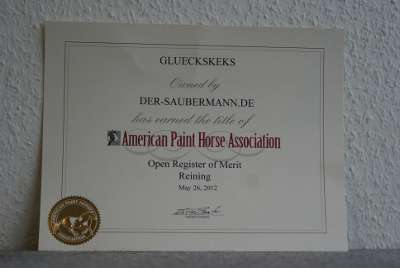 GLUECKSKEKS
Owned by
DER-SAUBERMANN.DE
has earned the title of
American Paint Horse Association
Open Register of Merit
Reining
May 26, 2012